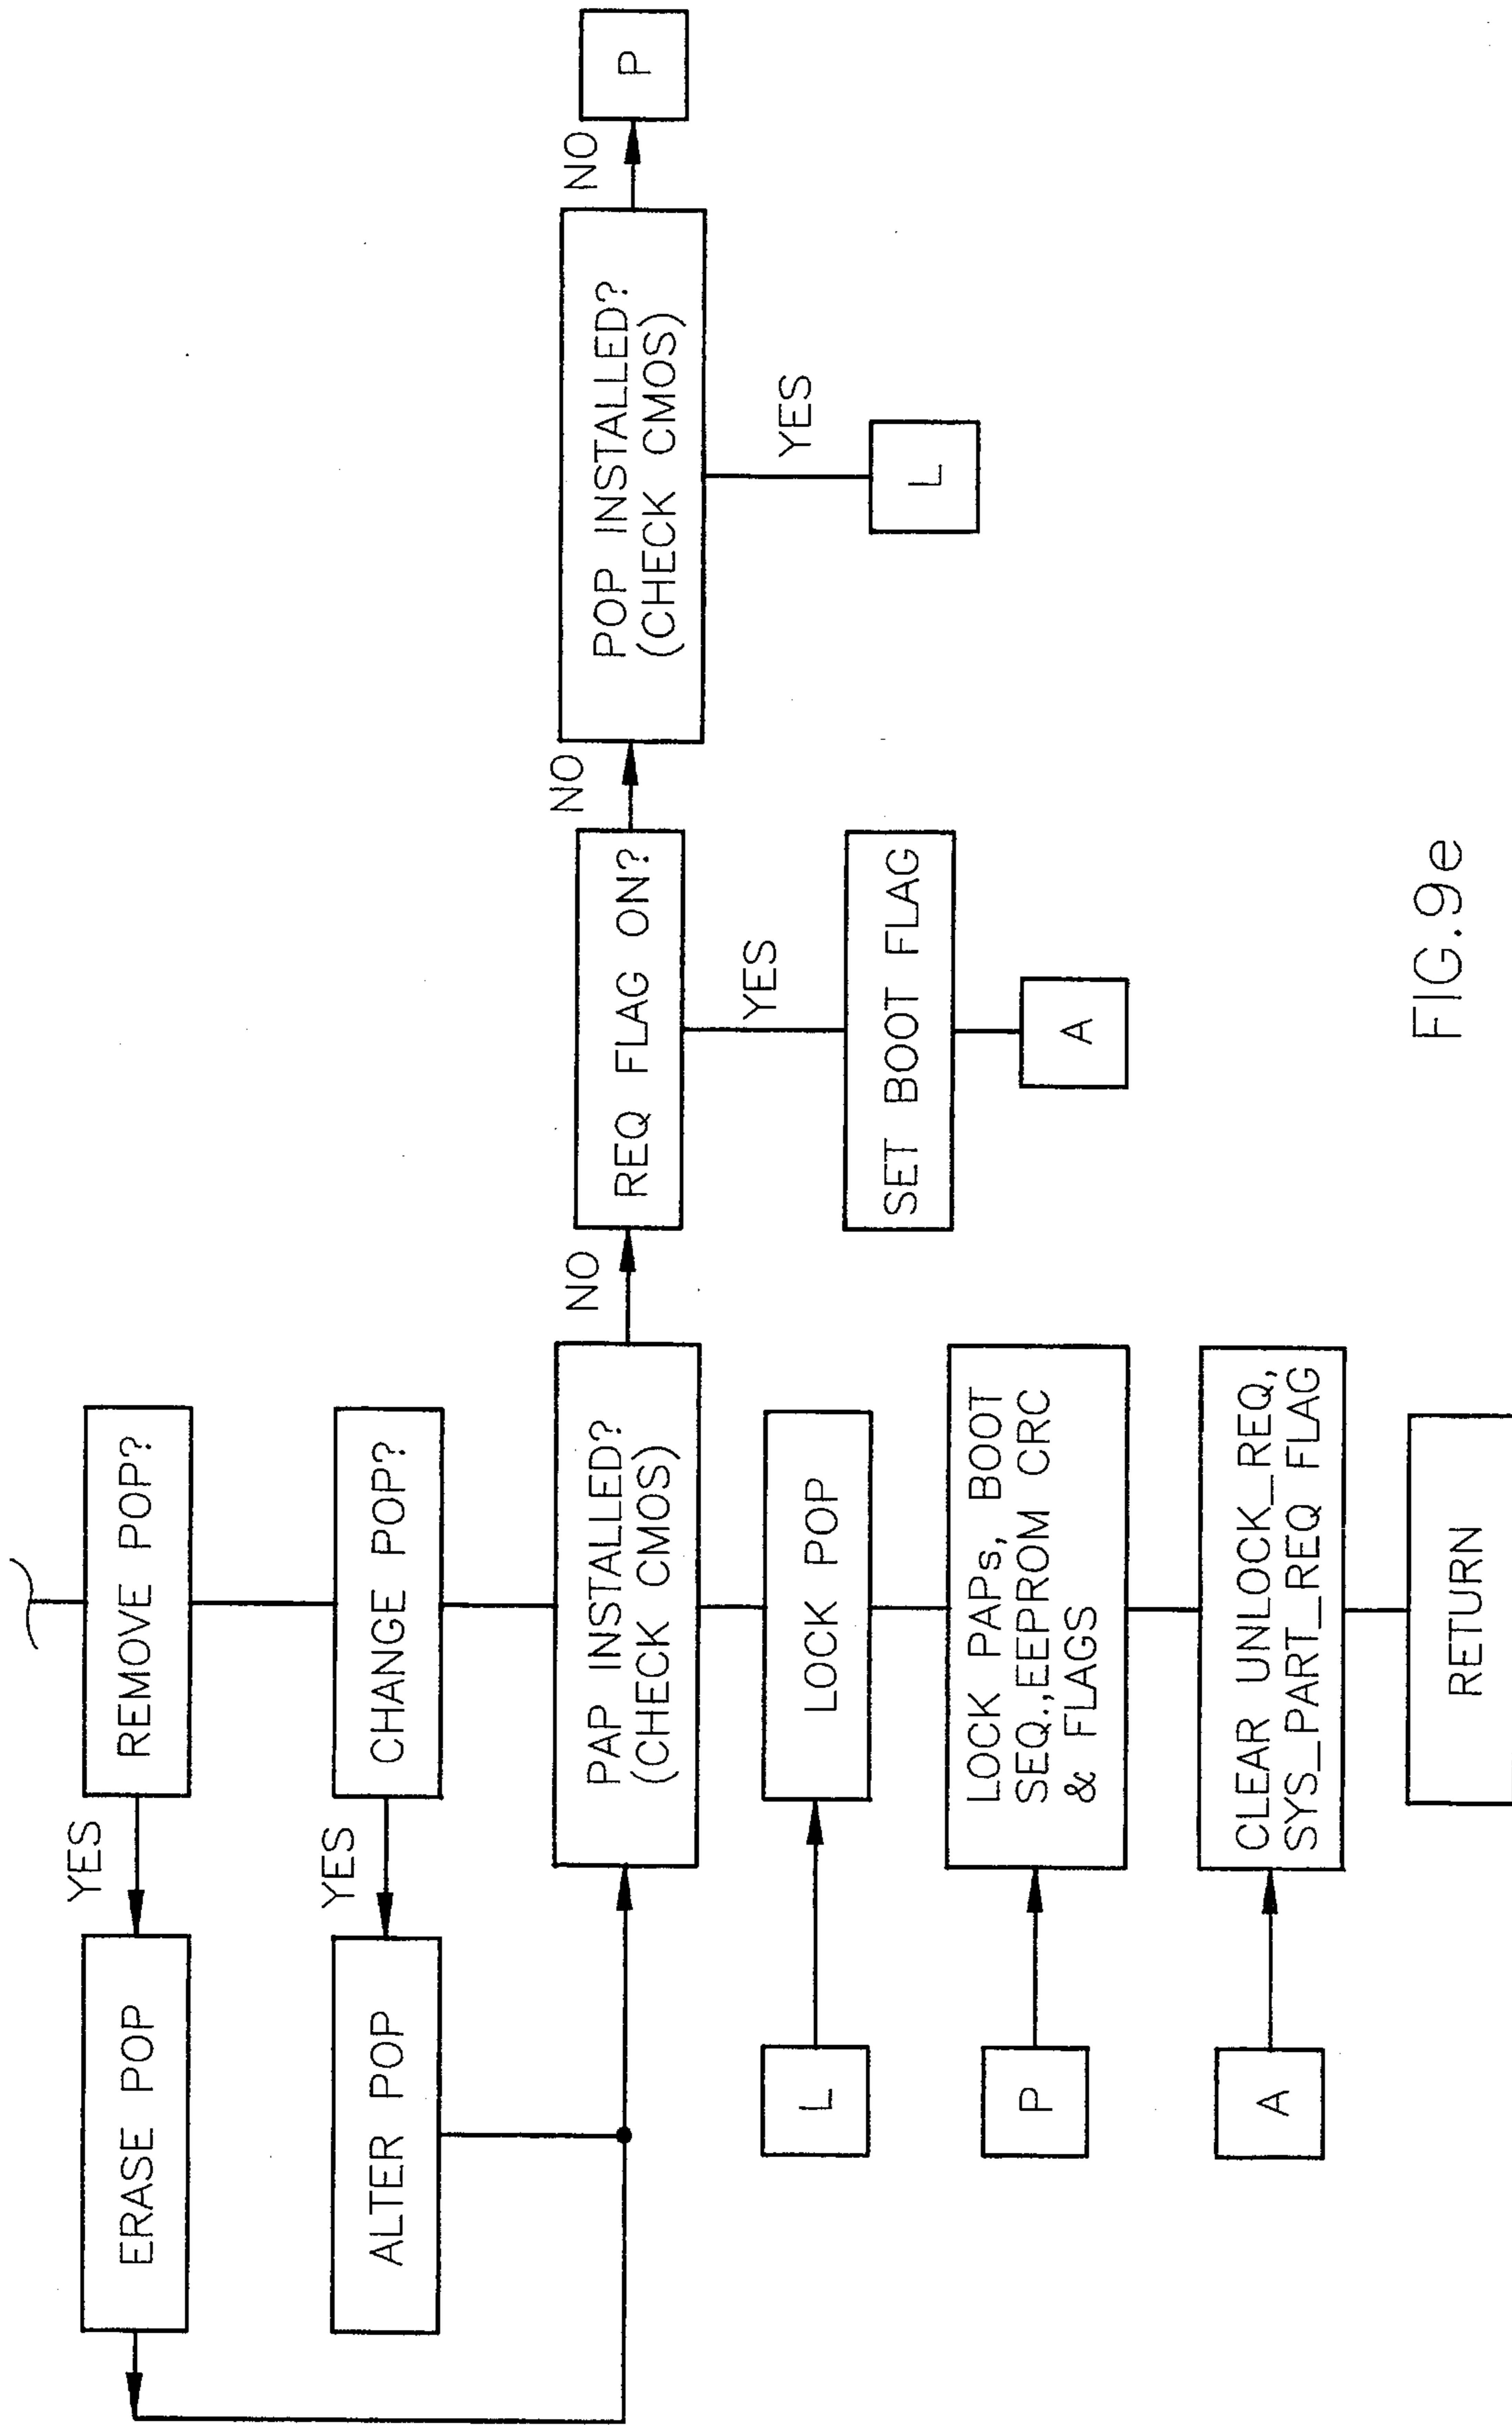 REMOVE POP?
YES
ERASE POP
CHANGE POP?
YES
ALTER POP
PAP INSTALLED?
(CHECK CMOS)
NO
REQ FLAG ON?
NO
POP INSTALLED?
(CHECK CMOS)
NO
P
YES
SET BOOT FLAG
A
YES
L
L
LOCK POP
P
LOCK PAPs, BOOT
SEQ.,EEPROM CRC
& FLAGS
A
CLEAR UNLOCK_REQ,
SYS_PART_REQ FLAG
RETURN
FIG.9e